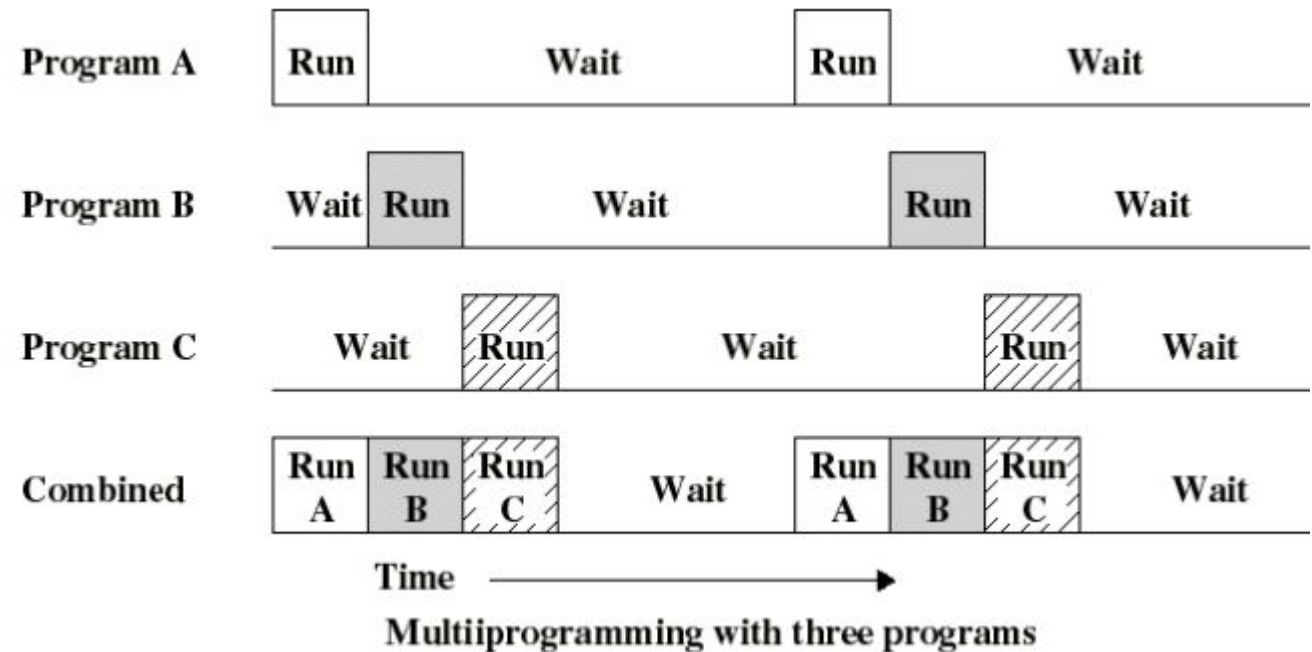 Program A Run Wait Run Wait
Program B Wait Run Wait Run Wait
Program C Wait Run Wait Run Wait
Run Run Run Run Run Run
Combined Wait Wait
A B C A B C
Time
Multiiprogramming with three programs